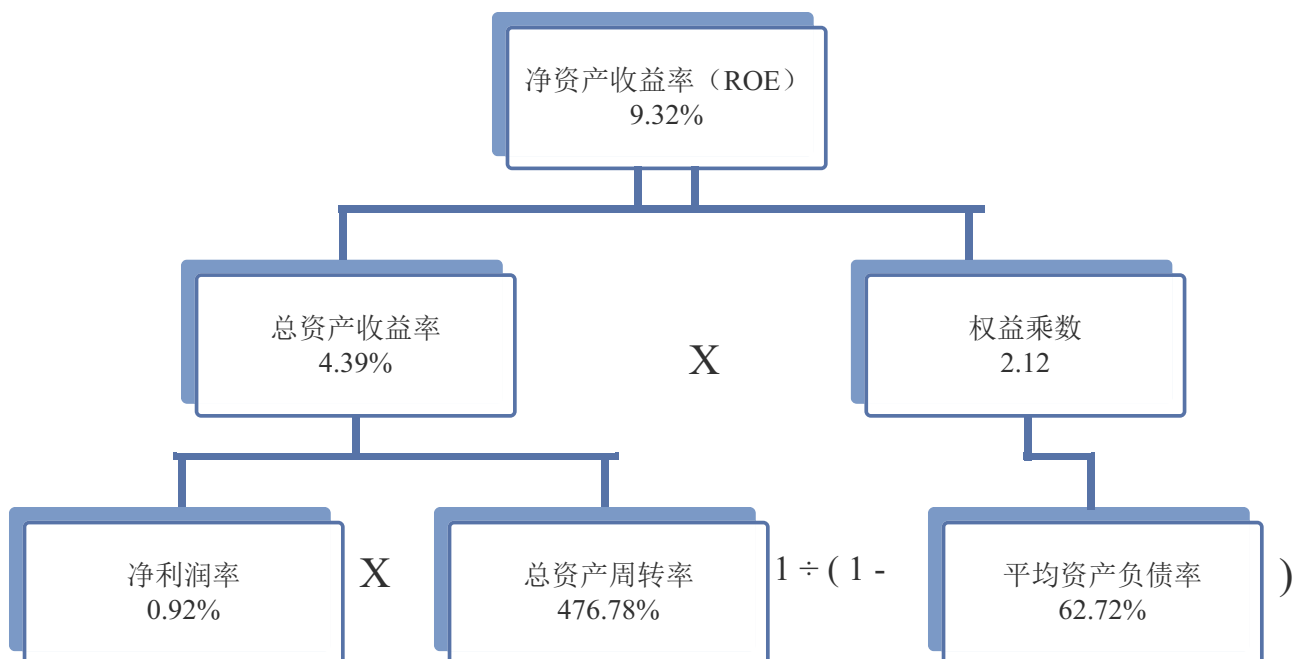 净资产收益率（ROE）
9.32%
总资产收益率
4.39%
X
权益乘数
2.12
净利润率
0.92%
X
总资产周转率
476.78%
1 ÷ ( 1 -
平均资产负债率
62.72%
)